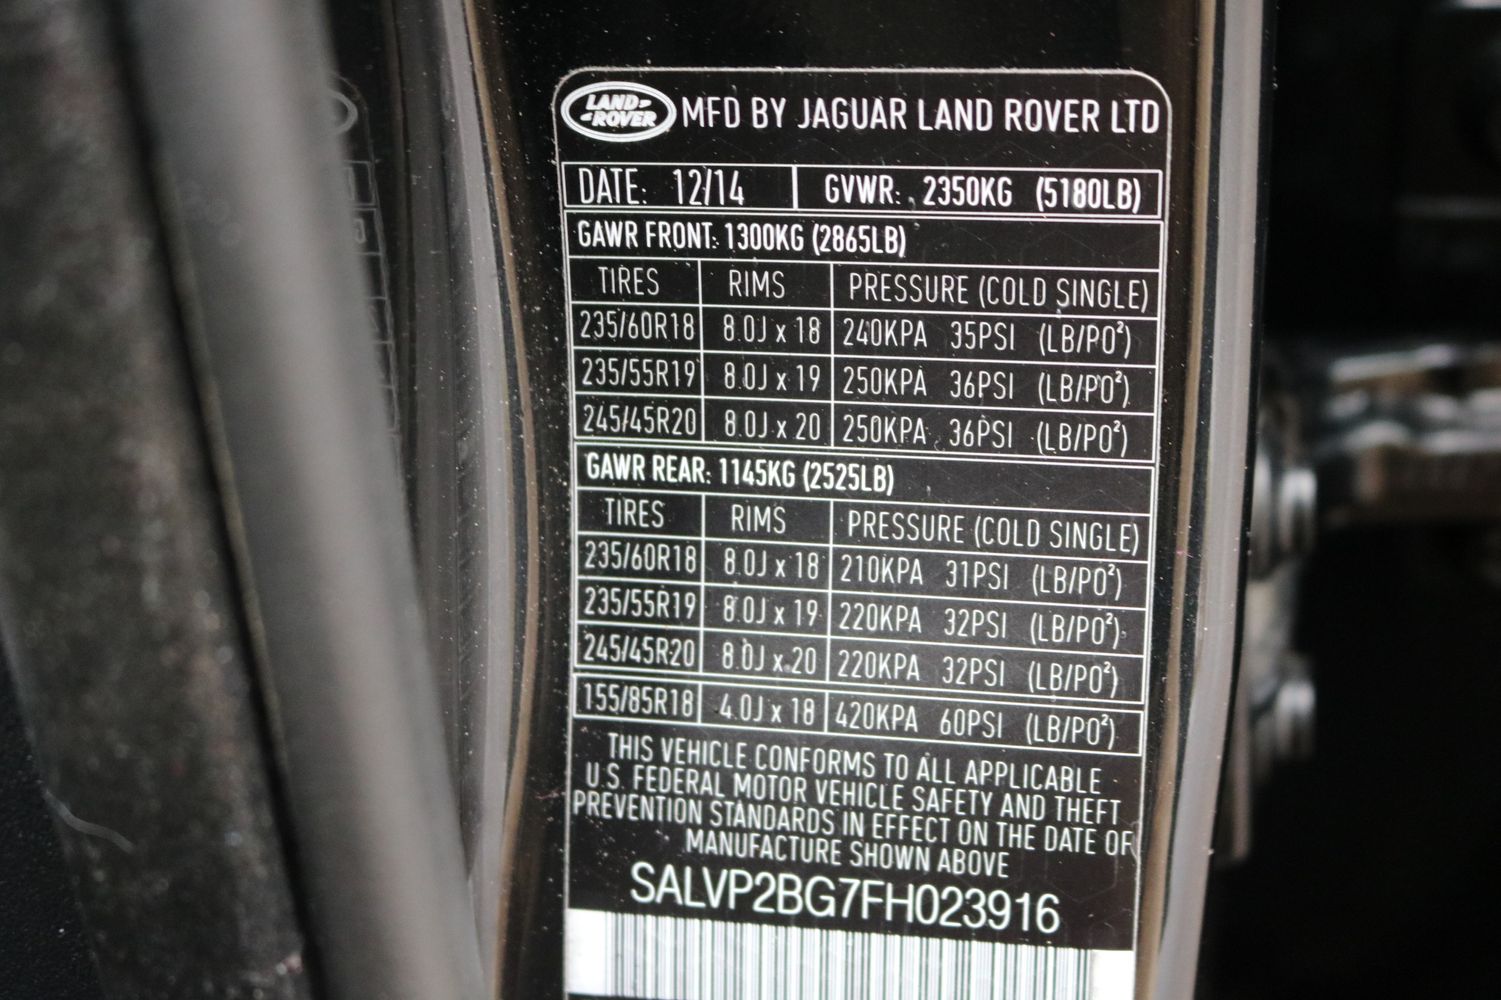 LAND ROVER MFD BY JAGUAR LAND ROVER LTD
DATE: 12/14 GVWR: 2350KG (5180LB)
GAWR FRONT: 1300KG (2865LB)
TIRES RIMS PRESSURE (COLD SINGLE)
235/60R18 8.0J x 18 240KPA 35PSI (LB/PO²)
235/55R19 8.0J x 19 250KPA 36PSI (LB/PO²)
245/45R20 8.0J x 20 250KPA 36PSI (LB/PO²)
GAWR REAR: 1145KG (2525LB)
TIRES RIMS PRESSURE (COLD SINGLE)
235/60R18 8.0J x 18 210KPA 31PSI (LB/PO²)
235/55R19 8.0J x 19 220KPA 32PSI (LB/PO²)
245/45R20 8.0J x 20 220KPA 32PSI (LB/PO²)
155/85R18 4.0J x 18 420KPA 60PSI (LB/PO²)
THIS VEHICLE CONFORMS TO ALL APPLICABLE
U.S. FEDERAL MOTOR VEHICLE SAFETY AND THEFT
PREVENTION STANDARDS IN EFFECT ON THE DATE OF
MANUFACTURE SHOWN ABOVE
SALVP2BG7FH023916